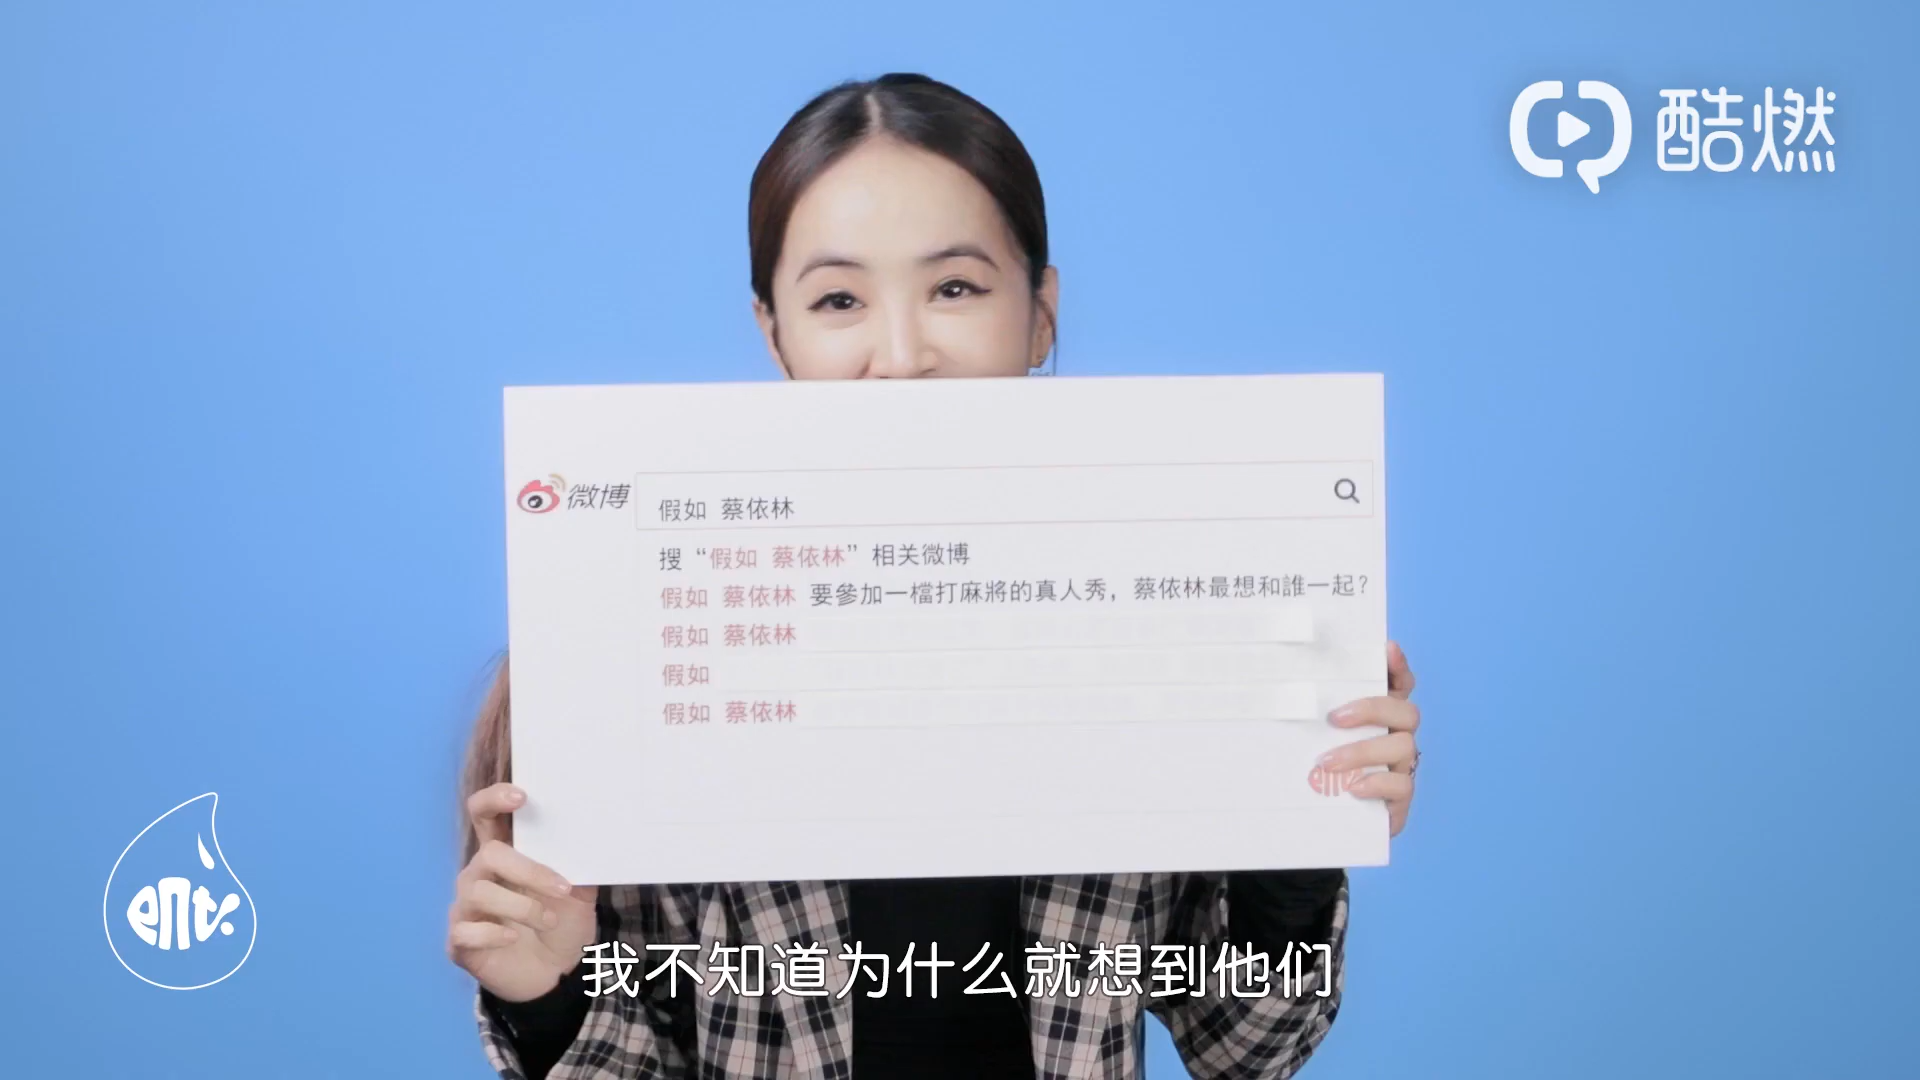 酷燃
微博
假如 蔡依林
搜“假如 蔡依林”相关微博
假如 蔡依林 要參加一檔打麻將的真人秀，蔡依林最想和誰一起？
假如 蔡依林
假如
假如 蔡依林
ent
ent
我不知道为什么就想到他们